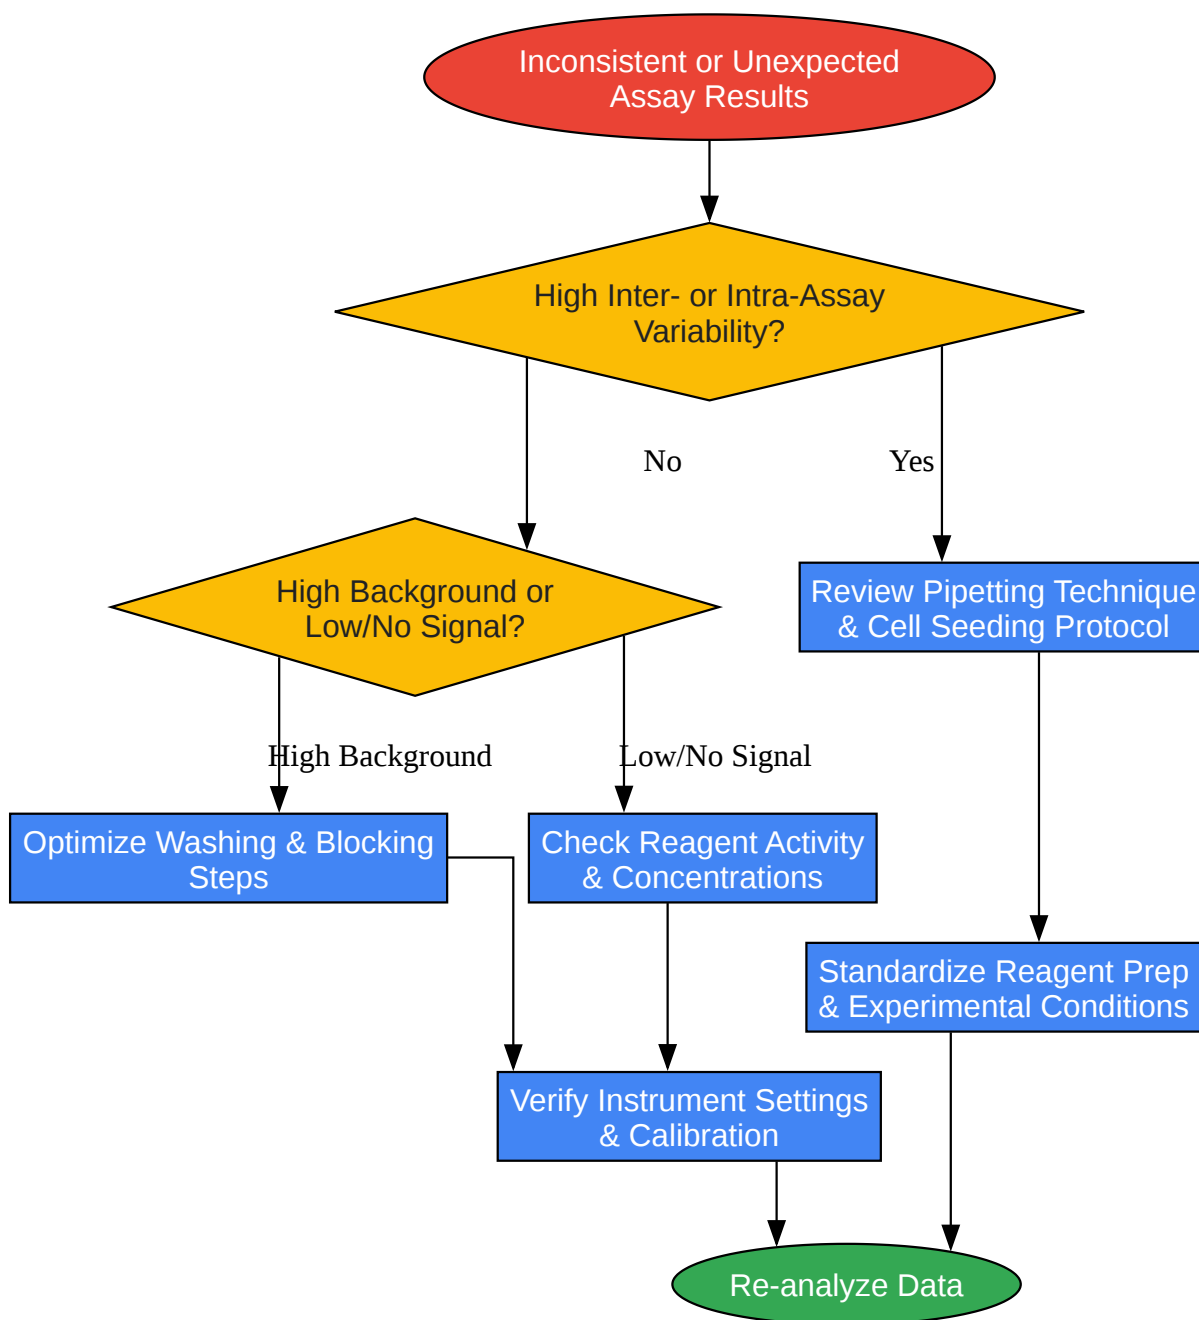 Inconsistent or Unexpected
Assay Results
High Inter- or Intra-Assay
Variability?
No
Yes
High Background or
Low/No Signal?
Review Pipetting Technique
& Cell Seeding Protocol
High Background
Low/No Signal
Optimize Washing & Blocking
Steps
Check Reagent Activity
& Concentrations
Standardize Reagent Prep
& Experimental Conditions
Verify Instrument Settings
& Calibration
Re-analyze Data